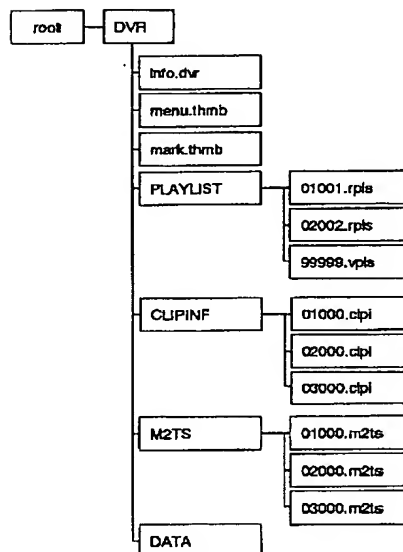 root DVR
info.dvr
menu.thmb
mark.thmb
PLAYLIST 01001.rpls
02002.rpls
99999.vpls
CLIPINF 01000.clpi
02000.clpi
03000.clpi
M2TS 01000.m2ts
02000.m2ts
03000.m2ts
DATA